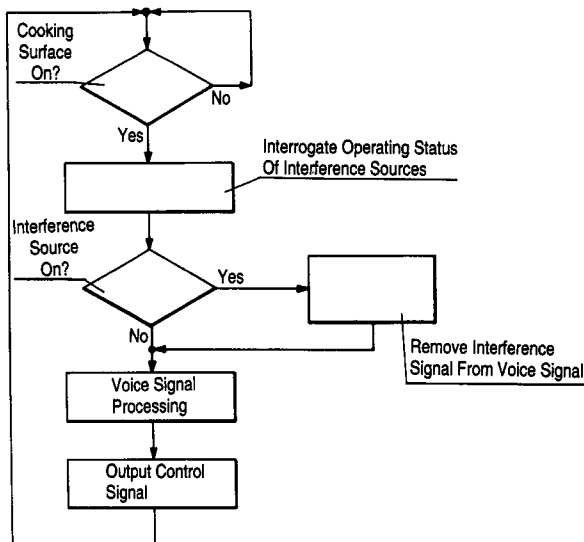 Cooking
Surface
On?
No
Yes
Interrogate Operating Status
Of Interference Sources
Interference
Source
On?
Yes
No
Remove Interference
Signal From Voice Signal
Voice Signal
Processing
Output Control
Signal